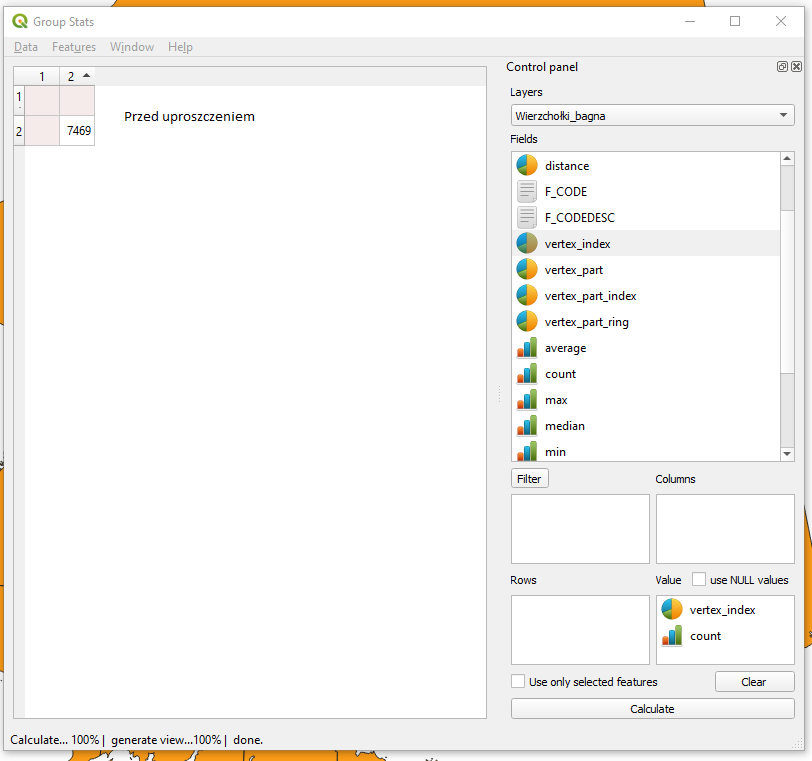 Group Stats
Data Features Window Help
1 2
1
2 7469
Przed uproszczeniem
Control panel
Layers
Wierzchołki_bagna
Fields
distance
F_CODE
F_CODEDESC
vertex_index
vertex_part
vertex_part_index
vertex_part_ring
average
count
max
median
min
Filter
Columns
Rows
Value use NULL values
vertex_index
count
Use only selected features
Clear
Calculate
Calculate... 100% | generate view...100% | done.